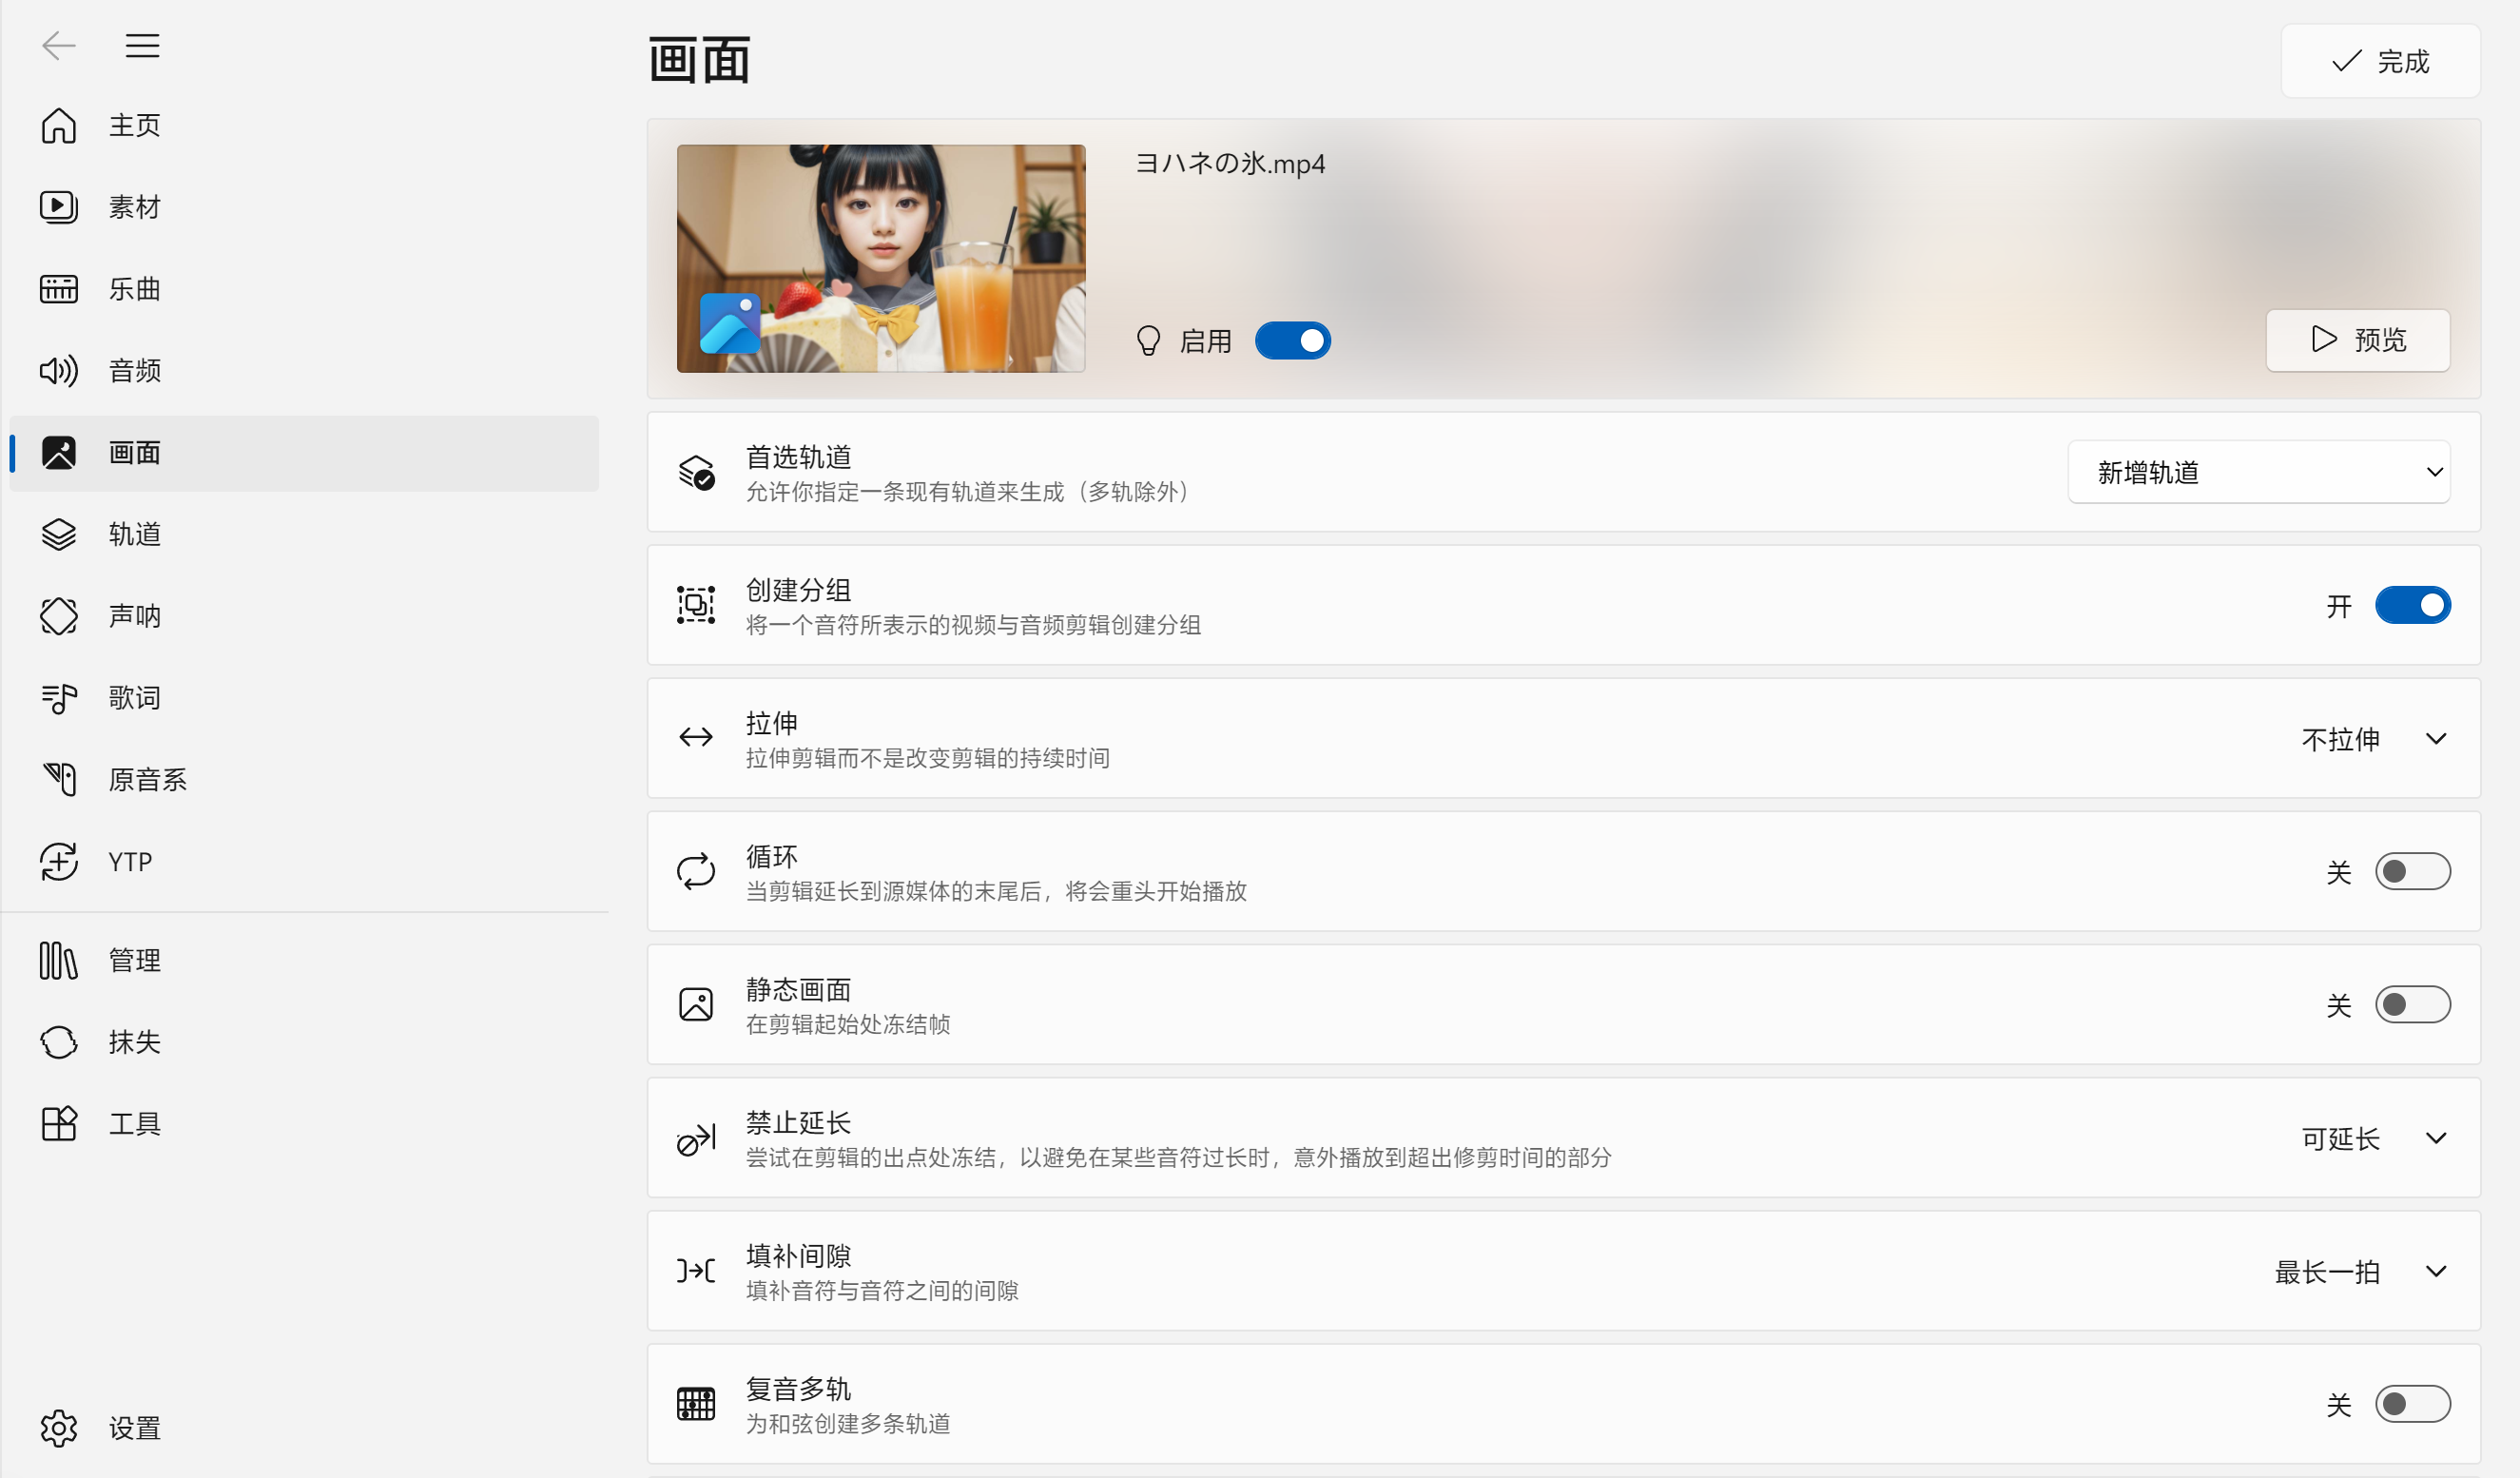 主页
素材
乐曲
音频
画面
轨道
声呐
歌词
原音系
YTP
管理
抹失
工具
设置
画面
完成
ヨハネの氷.mp4
启用
预览
首选轨道
允许你指定一条现有轨道来生成（多轨除外）
新增轨道
创建分组
将一个音符所表示的视频与音频剪辑创建分组
开
拉伸
拉伸剪辑而不是改变剪辑的持续时间
不拉伸
循环
当剪辑延长到源媒体的末尾后，将会重头开始播放
关
静态画面
在剪辑起始处冻结帧
关
禁止延长
尝试在剪辑的出点处冻结，以避免在某些音符过长时，意外播放到超出修剪时间的部分
可延长
填补间隙
填补音符与音符之间的间隙
最长一拍
复音多轨
为和弦创建多条轨道
关